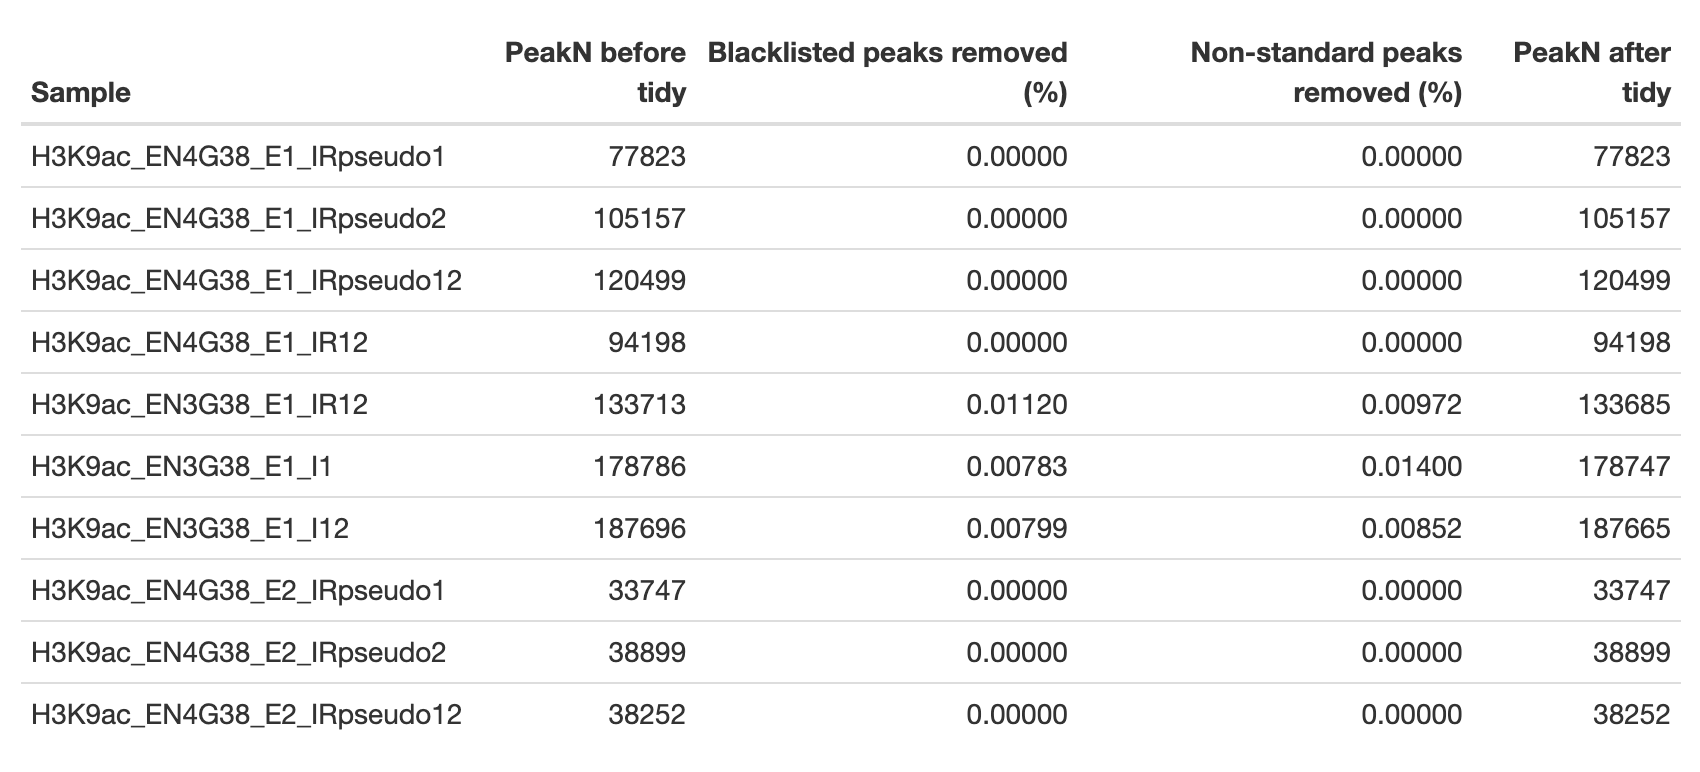 Sample PeakN before tidy Blacklisted peaks removed (%) Non-standard peaks removed (%) PeakN after tidy
H3K9ac_EN4G38_E1_IRpseudo1 77823 0.00000 0.00000 77823
H3K9ac_EN4G38_E1_IRpseudo2 105157 0.00000 0.00000 105157
H3K9ac_EN4G38_E1_IRpseudo12 120499 0.00000 0.00000 120499
H3K9ac_EN4G38_E1_IR12 94198 0.00000 0.00000 94198
H3K9ac_EN3G38_E1_IR12 133713 0.01120 0.00972 133685
H3K9ac_EN3G38_E1_I1 178786 0.00783 0.01400 178747
H3K9ac_EN3G38_E1_I12 187696 0.00799 0.00852 187665
H3K9ac_EN4G38_E2_IRpseudo1 33747 0.00000 0.00000 33747
H3K9ac_EN4G38_E2_IRpseudo2 38899 0.00000 0.00000 38899
H3K9ac_EN4G38_E2_IRpseudo12 38252 0.00000 0.00000 38252